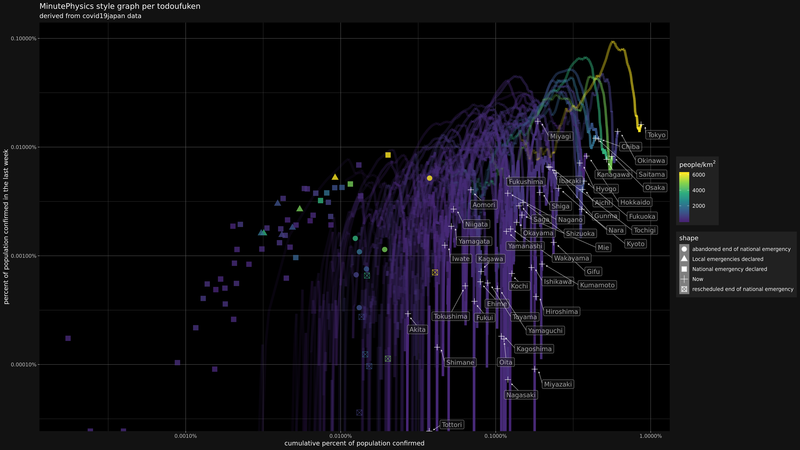 MinutePhysics style graph per todoufuken
derived from covid19japan data
0.10000%
0.01000%
0.00100%
0.00010%
percent of population confirmed in the last week
0.0010%
0.0100%
0.1000%
1.0000%
cumulative percent of population confirmed
Tokyo
Miyagi
Chiba
Okinawa
Kanagawa
Saitama
Osaka
Fukushima
Ibaraki
Hyogo
Aomori
Aichi
Hokkaido
Shiga
Gunma
Fukuoka
Saga
Nagano
Niigata
Okayama
Shizuoka
Nara
Tochigi
Yamagata
Yamanashi
Mie
Kyoto
Iwate
Kagawa
Wakayama
Gifu
Kochi
Ishikawa
Kumamoto
Ehime
Tokushima
Fukui
Toyama
Hiroshima
Akita
Yamaguchi
Kagoshima
Shimane
Oita
Miyazaki
Nagasaki
Tottori
people/km²
6000
4000
2000
shape
abandoned end of national emergency
Local emergencies declared
National emergency declared
Now
rescheduled end of national emergency